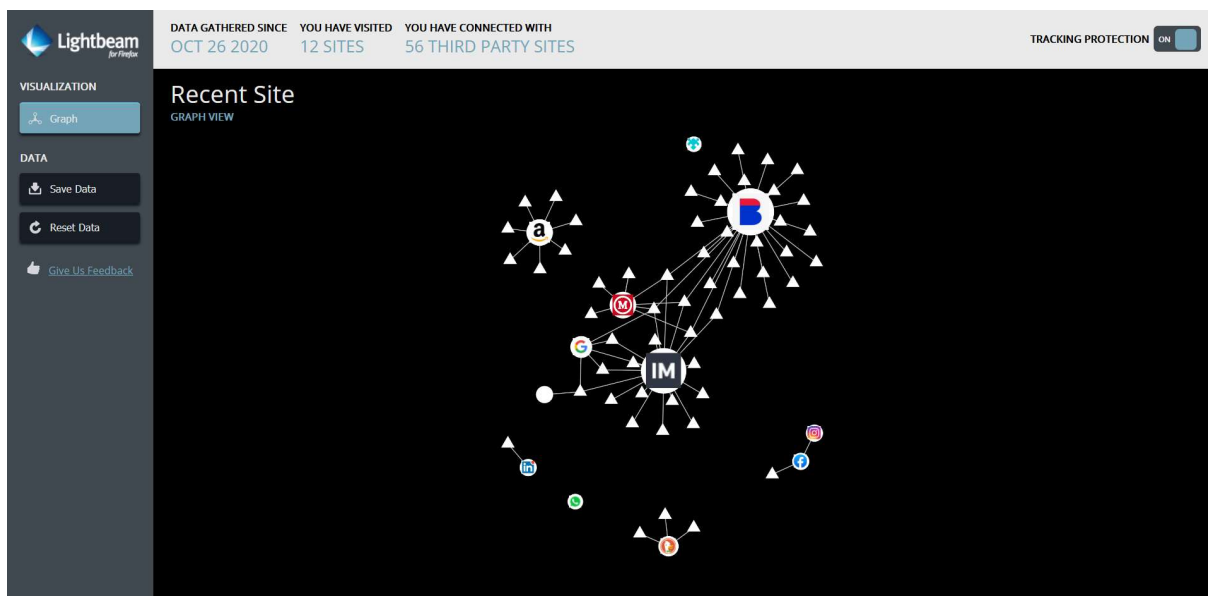 Lightbeam
for Firefox
DATA GATHERED SINCE
OCT 26 2020
YOU HAVE VISITED
12 SITES
YOU HAVE CONNECTED WITH
56 THIRD PARTY SITES
TRACKING PROTECTION
ON
VISUALIZATION
Graph
DATA
Save Data
Reset Data
Give Us Feedback
Recent Site
GRAPH VIEW
a
B
M
G
IM
in
f